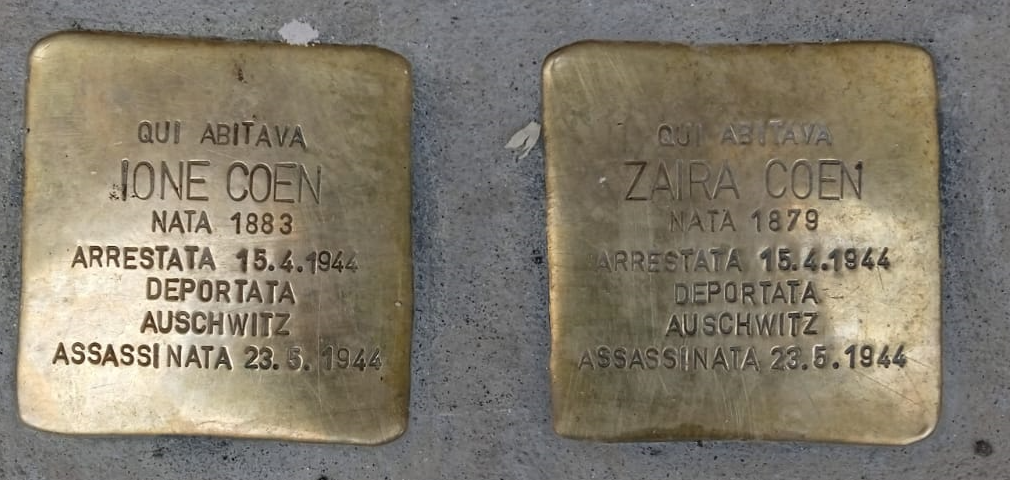 QUI ABITAVA
IONE COEN
NATA 1883
ARRESTATA 15.4.1944
DEPORTATA
AUSCHWITZ
ASSASSINATA 23.5.1944
QUI ABITAVA
ZAIRA COEN
NATA 1879
ARRESTATA 15.4.1944
DEPORTATA
AUSCHWITZ
ASSASSINATA 23.5.1944